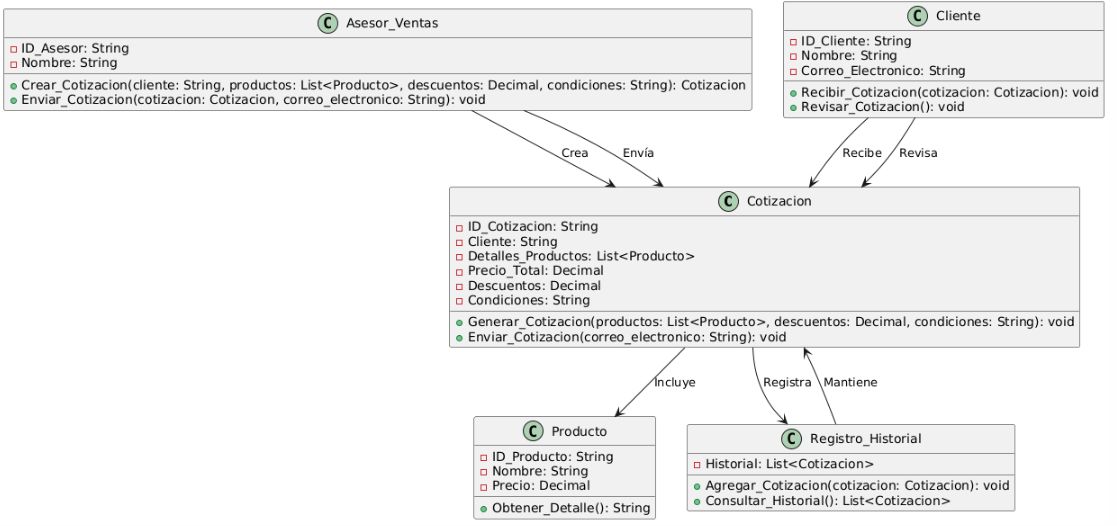 C Asesor_Ventas
ID_Asesor: String
Nombre: String
Crear_Cotizacion(cliente: String, productos: List<Producto>, descuentos: Decimal, condiciones: String): Cotizacion
Enviar_Cotizacion(cotizacion: Cotizacion, correo_electronico: String): void
C Cliente
ID_Cliente: String
Nombre: String
Correo_Electronico: String
Recibir_Cotizacion(cotizacion: Cotizacion): void
Revisar_Cotizacion(): void
Crea
Envía
Recibe
Revisa
C Cotizacion
ID_Cotizacion: String
Cliente: String
Detalles_Productos: List<Producto>
Precio_Total: Decimal
Descuentos: Decimal
Condiciones: String
Generar_Cotizacion(productos: List<Producto>, descuentos: Decimal, condiciones: String): void
Enviar_Cotizacion(correo_electronico: String): void
Incluye
Registra
Mantiene
C Producto
ID_Producto: String
Nombre: String
Precio: Decimal
Obtener_Detalle(): String
C Registro_Historial
Historial: List<Cotizacion>
Agregar_Cotizacion(cotizacion: Cotizacion): void
Consultar_Historial(): List<Cotizacion>